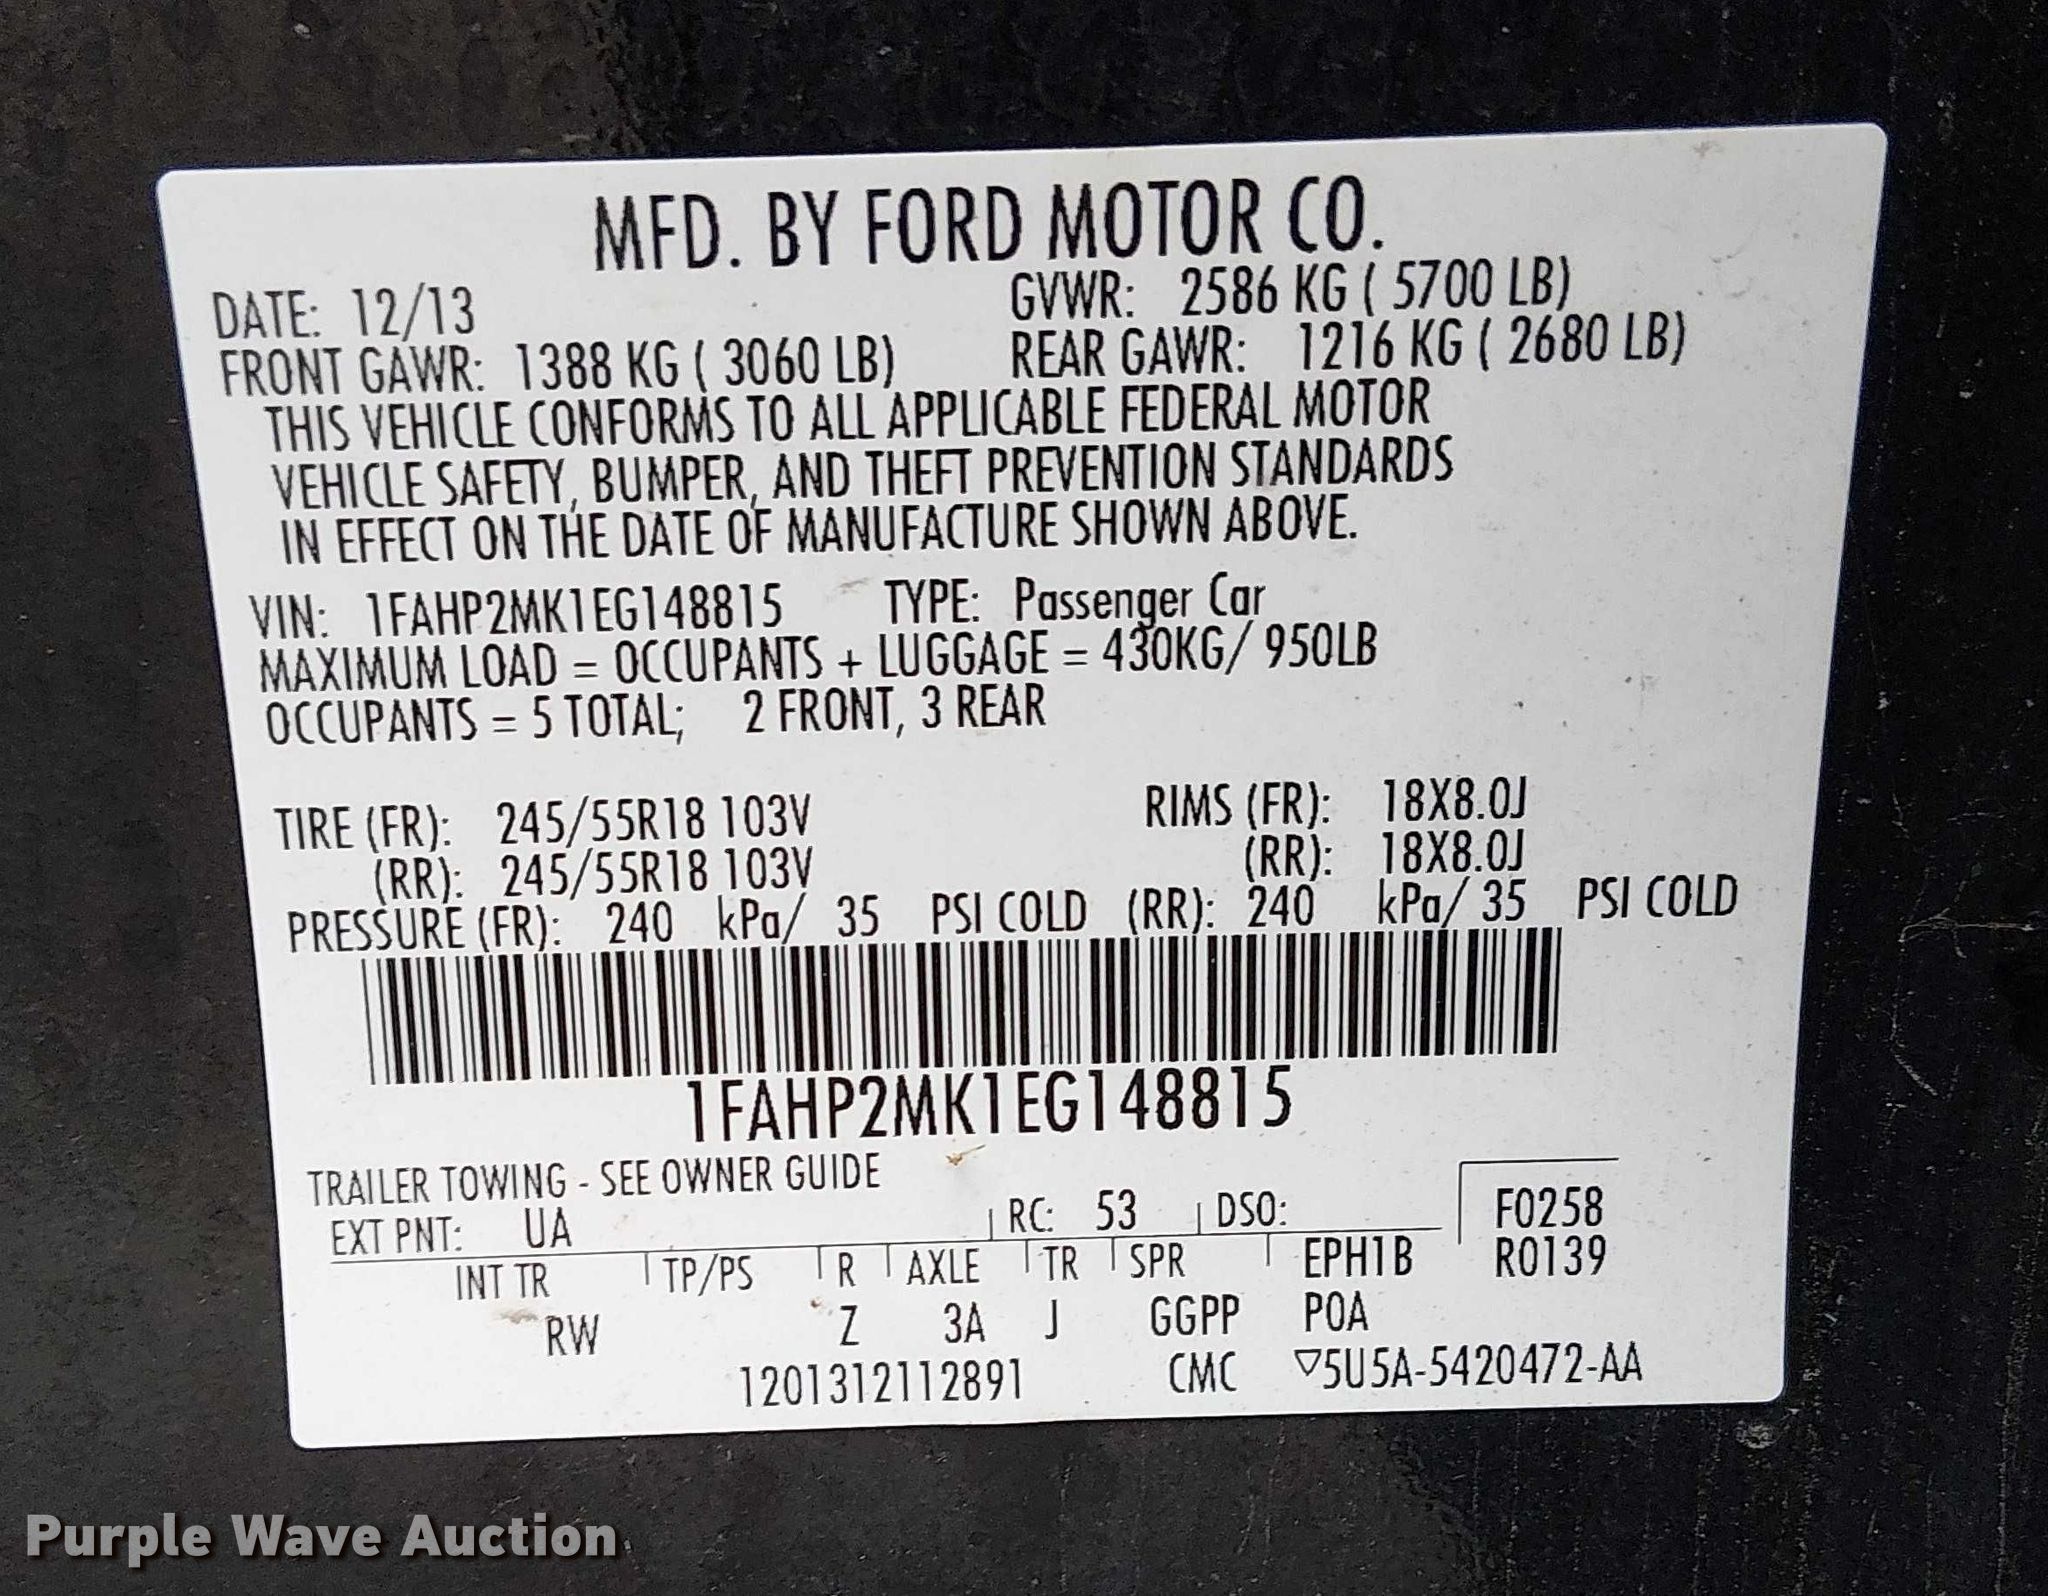 MFD. BY FORD MOTOR CO.
DATE: 12/13 GVWR: 2586 KG ( 5700 LB)
FRONT GAWR: 1388 KG ( 3060 LB) REAR GAWR: 1216 KG ( 2680 LB)
THIS VEHICLE CONFORMS TO ALL APPLICABLE FEDERAL MOTOR
VEHICLE SAFETY, BUMPER, AND THEFT PREVENTION STANDARDS
IN EFFECT ON THE DATE OF MANUFACTURE SHOWN ABOVE.
VIN: 1FAHP2MK1EG148815 TYPE: Passenger Car
MAXIMUM LOAD = OCCUPANTS + LUGGAGE = 430KG/ 950LB
OCCUPANTS = 5 TOTAL; 2 FRONT, 3 REAR
TIRE (FR): 245/55R18 103V RIMS (FR): 18X8.0J
(RR): 245/55R18 103V (RR): 18X8.0J
PRESSURE (FR): 240 kPa/ 35 PSI COLD (RR): 240 kPa/ 35 PSI COLD
1FAHP2MK1EG148815
TRAILER TOWING - SEE OWNER GUIDE
EXT PNT: UA RC: 53 DSO: F0258
INT TR TP/PS R AXLE TR SPR EPH1B R0139
RW Z 3A J GGPP POA
1201312112891 CMC ▽5U5A-5420472-AA
Purple Wave Auction